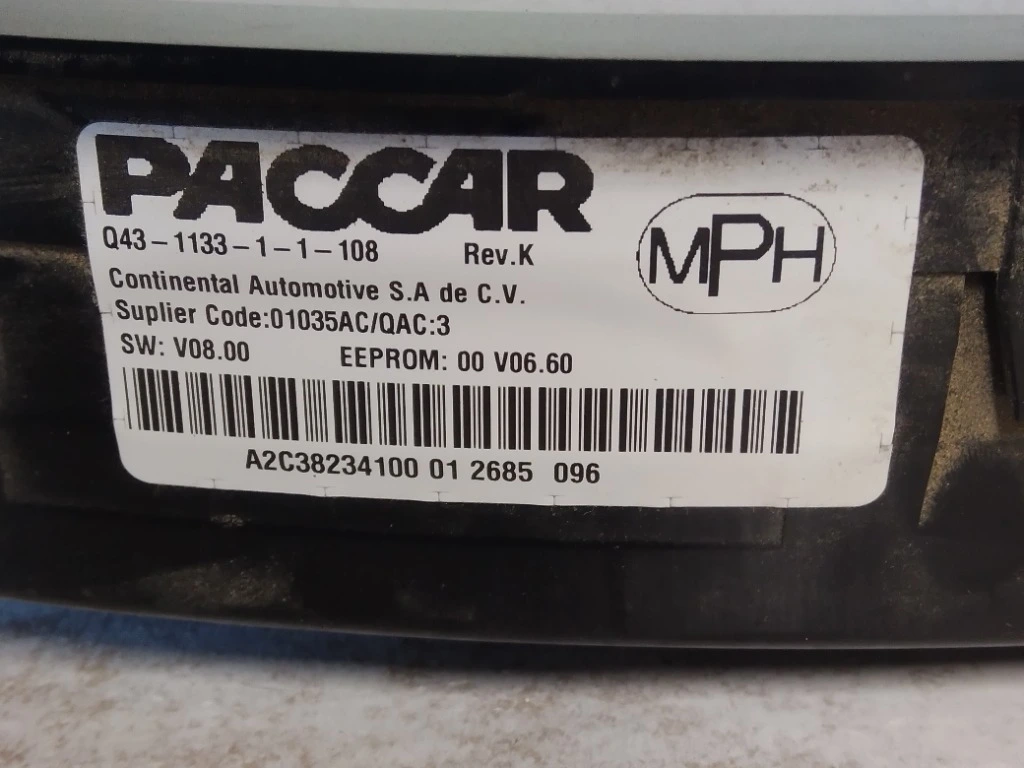 PACCAR
Q43-1133-1-1-108 Rev.K
MPH
Continental Automotive S.A de C.V.
Suplier Code:01035AC/QAC:3
SW: V08.00 EEPROM: 00 V06.60
A2C38234100 01 2685 096